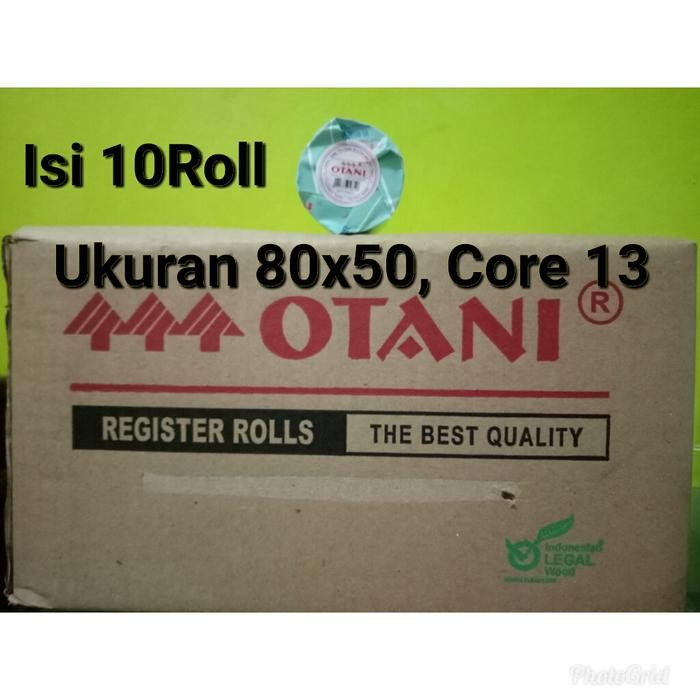 Isi 10Roll
OTANI
Ukuran 80x50, Core 13
OTANI ®
REGISTER ROLLS THE BEST QUALITY
Indonesian
LEGAL
Wood
PhotoGrid